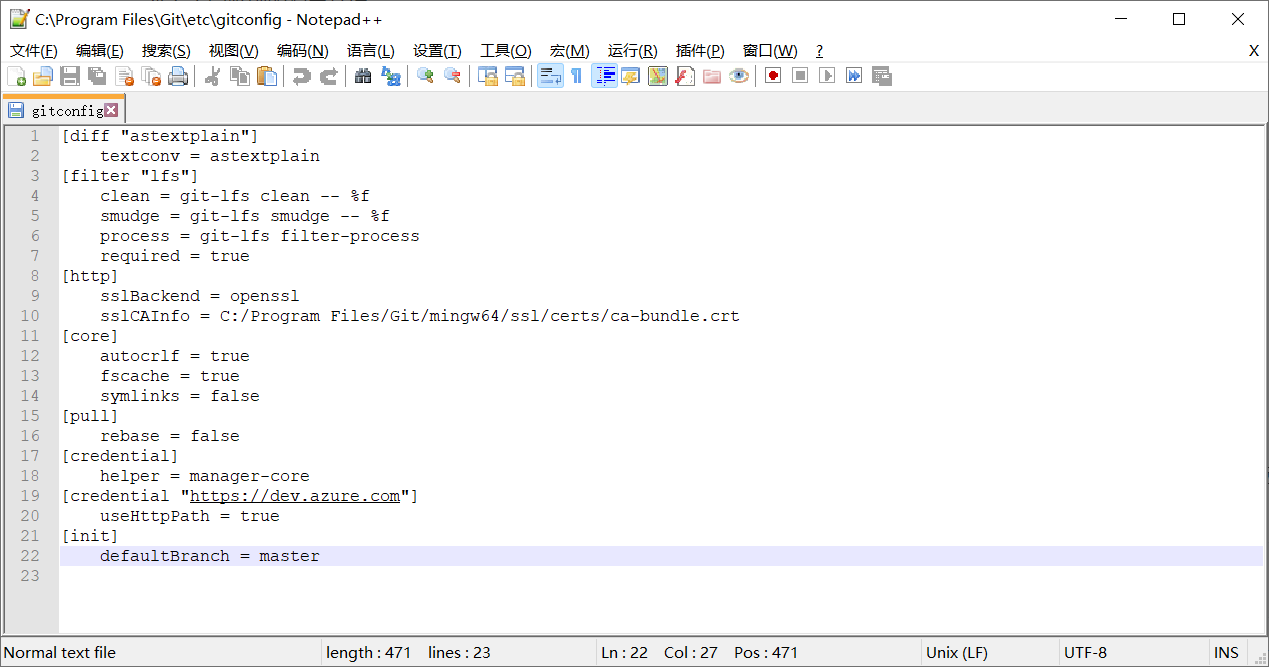 C:\Program Files\Git\etc\gitconfig - Notepad++
文件(F) 编辑(E) 搜索(S) 视图(V) 编码(N) 语言(L) 设置(T) 工具(O) 宏(M) 运行(R) 插件(P) 窗口(W) ? X
gitconfig
1 [diff "astextplain"]
2 textconv = astextplain
3 [filter "lfs"]
4 clean = git-lfs clean -- %f
5 smudge = git-lfs smudge -- %f
6 process = git-lfs filter-process
7 required = true
8 [http]
9 sslBackend = openssl
10 sslCAInfo = C:/Program Files/Git/mingw64/ssl/certs/ca-bundle.crt
11 [core]
12 autocrlf = true
13 fscache = true
14 symlinks = false
15 [pull]
16 rebase = false
17 [credential]
18 helper = manager-core
19 [credential "https://dev.azure.com"]
20 useHttpPath = true
21 [init]
22 defaultBranch = master
23
Normal text file length : 471 lines : 23 Ln : 22 Col : 27 Pos : 471 Unix (LF) UTF-8 INS